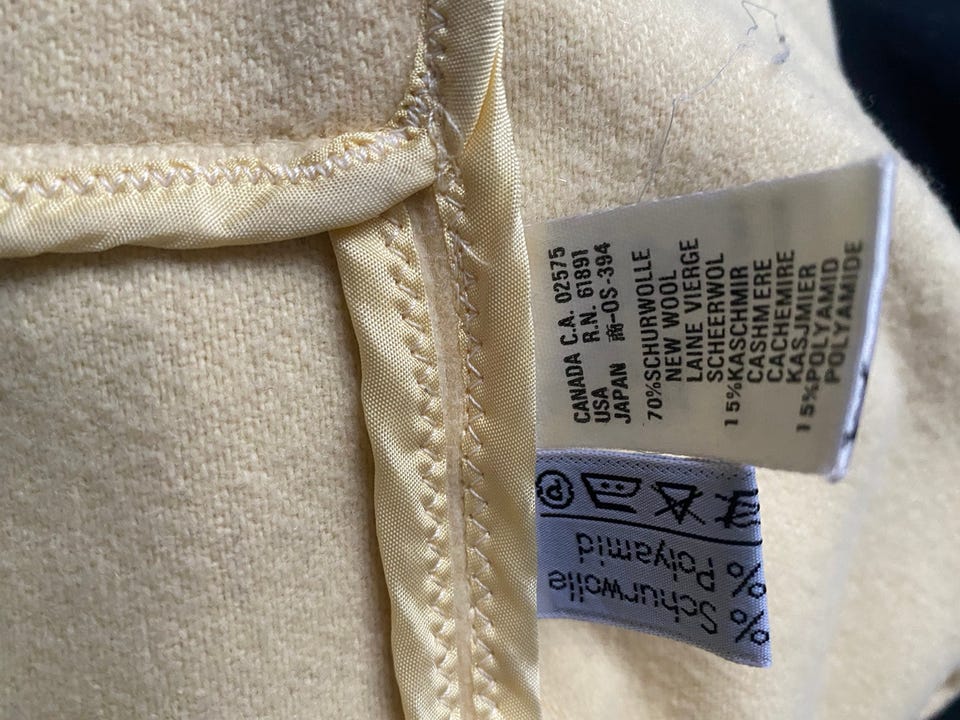 CANADA C.A. 02575
USA R.N. 61891
JAPAN 商-OS-394
70%SCHURWOLLE
NEW WOOL
LAINE VIERGE
SCHEERWOL
15%KASCHMIR
CASHMERE
CACHEMIRE
KASJMIER
15%POLYAMID
POLYAMIDE
% Schurwolle
% Polyamid